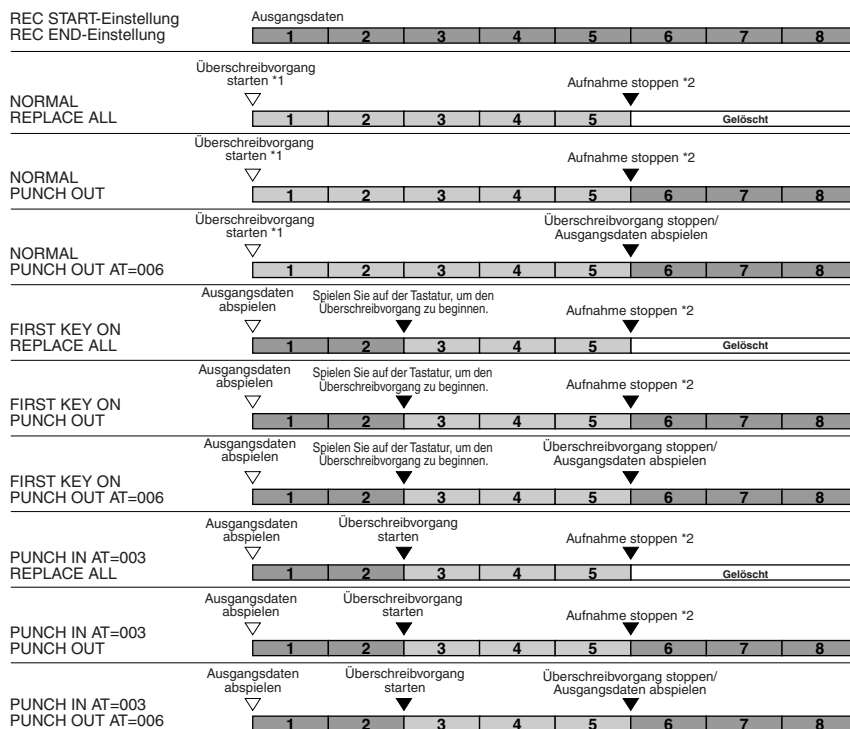 REC START-Einstellung
REC END-Einstellung
Ausgangsdaten
1 2 3 4 5 6 7 8
NORMAL
REPLACE ALL
Überschreibvorgang
starten *1
Aufnahme stoppen *2
1 2 3 4 5 Gelöscht
NORMAL
PUNCH OUT
Überschreibvorgang
starten *1
Aufnahme stoppen *2
1 2 3 4 5 6 7 8
NORMAL
PUNCH OUT AT=006
Überschreibvorgang
starten *1
Überschreibvorgang stoppen/
Ausgangsdaten abspielen
1 2 3 4 5 6 7 8
FIRST KEY ON
REPLACE ALL
Ausgangsdaten
abspielen
Spielen Sie auf der Tastatur, um den
Überschreibvorgang zu beginnen.
Aufnahme stoppen *2
1 2 3 4 5 Gelöscht
FIRST KEY ON
PUNCH OUT
Ausgangsdaten
abspielen
Spielen Sie auf der Tastatur, um den
Überschreibvorgang zu beginnen.
Aufnahme stoppen *2
1 2 3 4 5 6 7 8
FIRST KEY ON
PUNCH OUT AT=006
Ausgangsdaten
abspielen
Spielen Sie auf der Tastatur, um den
Überschreibvorgang zu beginnen.
Überschreibvorgang stoppen/
Ausgangsdaten abspielen
1 2 3 4 5 6 7 8
PUNCH IN AT=003
REPLACE ALL
Ausgangsdaten
abspielen
Überschreibvorgang
starten
Aufnahme stoppen *2
1 2 3 4 5 Gelöscht
PUNCH IN AT=003
PUNCH OUT
Ausgangsdaten
abspielen
Überschreibvorgang
starten
Aufnahme stoppen *2
1 2 3 4 5 6 7 8
PUNCH IN AT=003
PUNCH OUT AT=006
Ausgangsdaten
abspielen
Überschreibvorgang
starten
Überschreibvorgang stoppen/
Ausgangsdaten abspielen
1 2 3 4 5 6 7 8